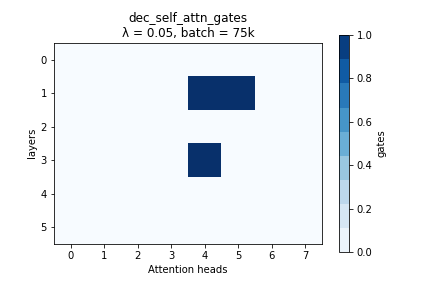 dec_self_attn_gates
λ = 0.05, batch = 75k
layers
0
1
2
3
4
5
0 1 2 3 4 5 6 7
Attention heads
1.0
0.8
0.6
0.4
0.2
0.0
gates